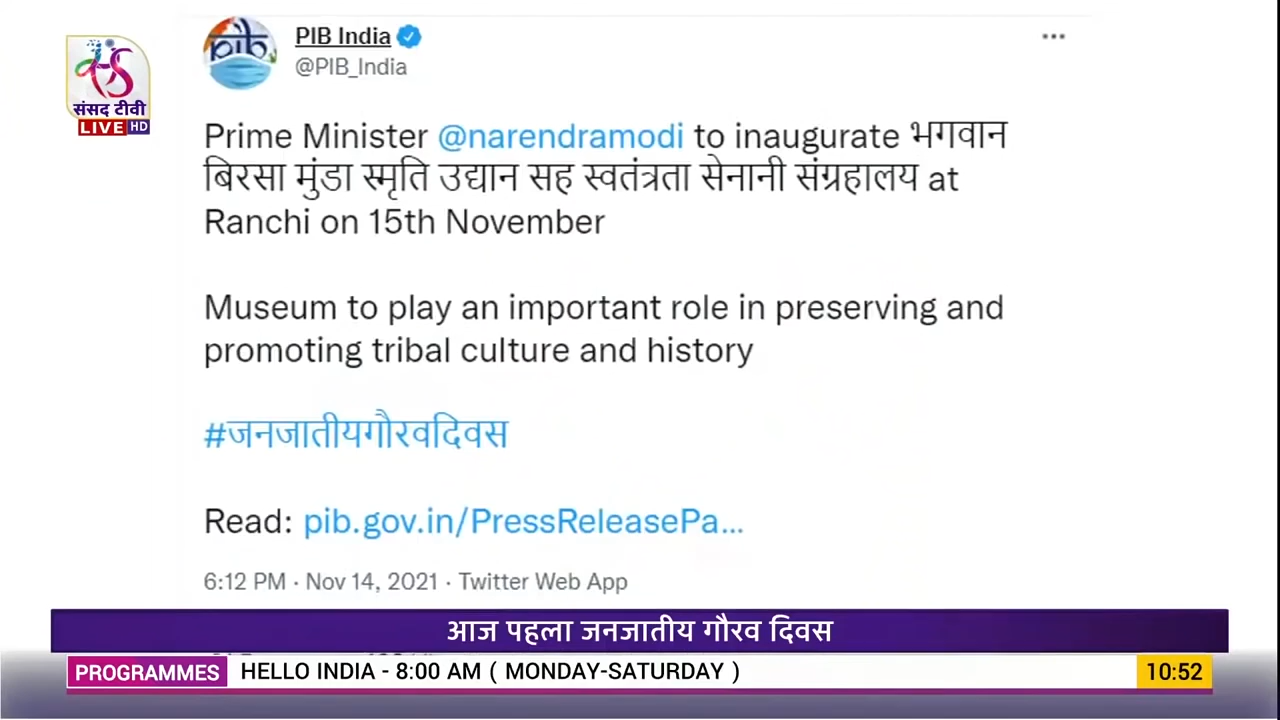 PIB India
@PIB_India
संसद टीवी
LIVE HD
Prime Minister @narendramodi to inaugurate भगवान
बिरसा मुंडा स्मृति उद्यान सह स्वतंत्रता सेनानी संग्रहालय at
Ranchi on 15th November
Museum to play an important role in preserving and
promoting tribal culture and history
#जनजातीयगौरवदिवस
Read: pib.gov.in/PressReleasePa...
6:12 PM · Nov 14, 2021 · Twitter Web App
आज पहला जनजातीय गौरव दिवस
PROGRAMMES HELLO INDIA - 8:00 AM ( MONDAY-SATURDAY ) 10:52